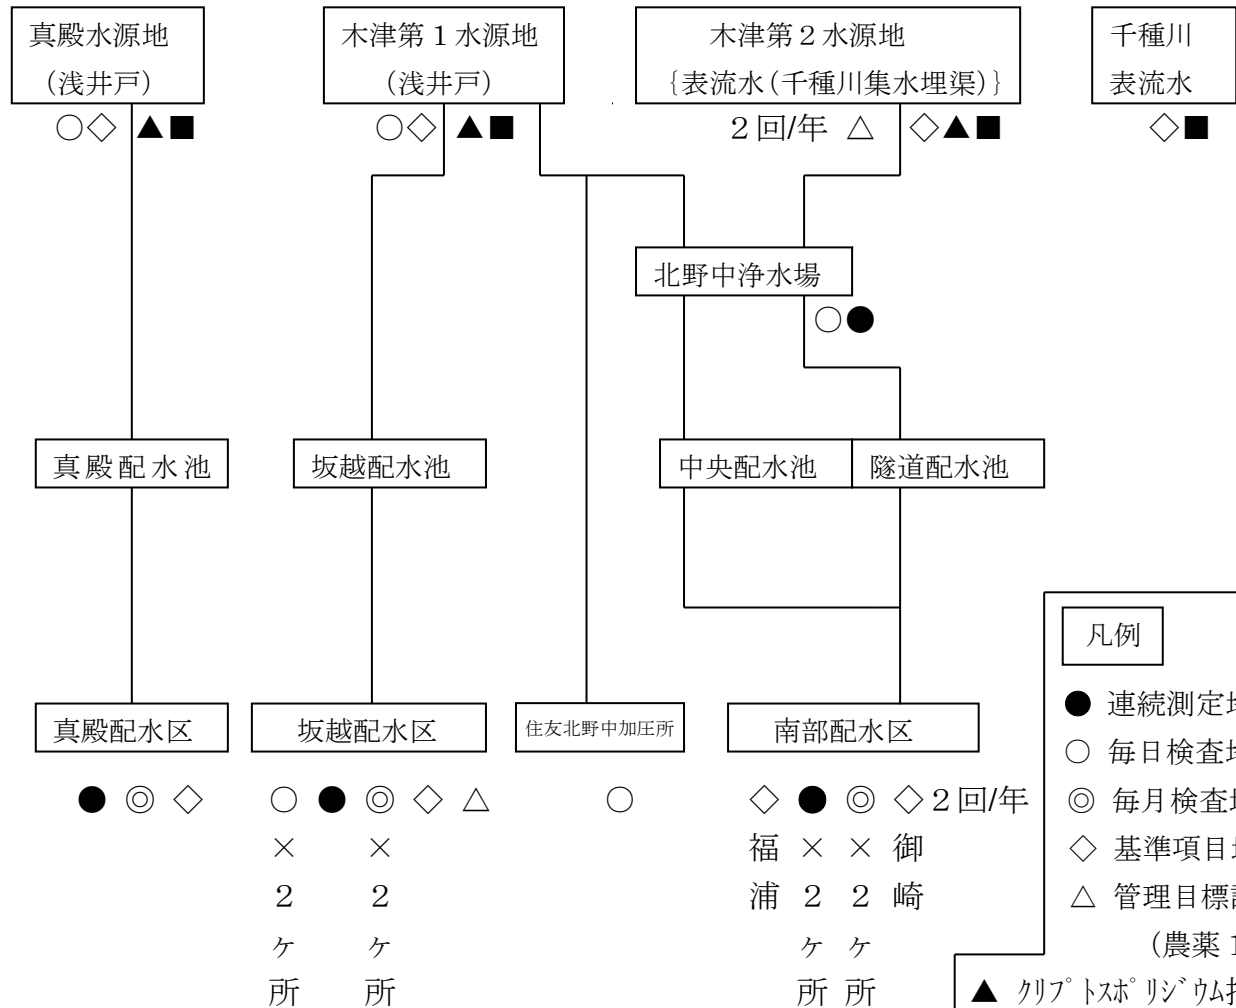 真殿水源地
(浅井戸)
木津第１水源地
(浅井戸)
木津第２水源地
{表流水(千種川集水埋渠)}
千種川
表流水
○◇ ▲■
○◇ ▲■
２回/年 △ ◇▲■
◇■
北野中浄水場
○●
真殿配水池
坂越配水池
中央配水池
隧道配水池
真殿配水区
坂越配水区
住友北野中加圧所
南部配水区
● ◎ ◇
○ ● ◎ ◇ △
×２ヶ所
×２ヶ所
○
◇ ● ◎ ◇２回/年
福浦
×２ヶ所
×２ヶ所
御崎
凡例
● 連続測定
○ 毎日検査
◎ 毎月検査
◇ 基準項目
△ 管理目標
(農薬１
▲ ｸﾘﾌﾟﾄｽﾎﾟﾘｼﾞｳﾑ